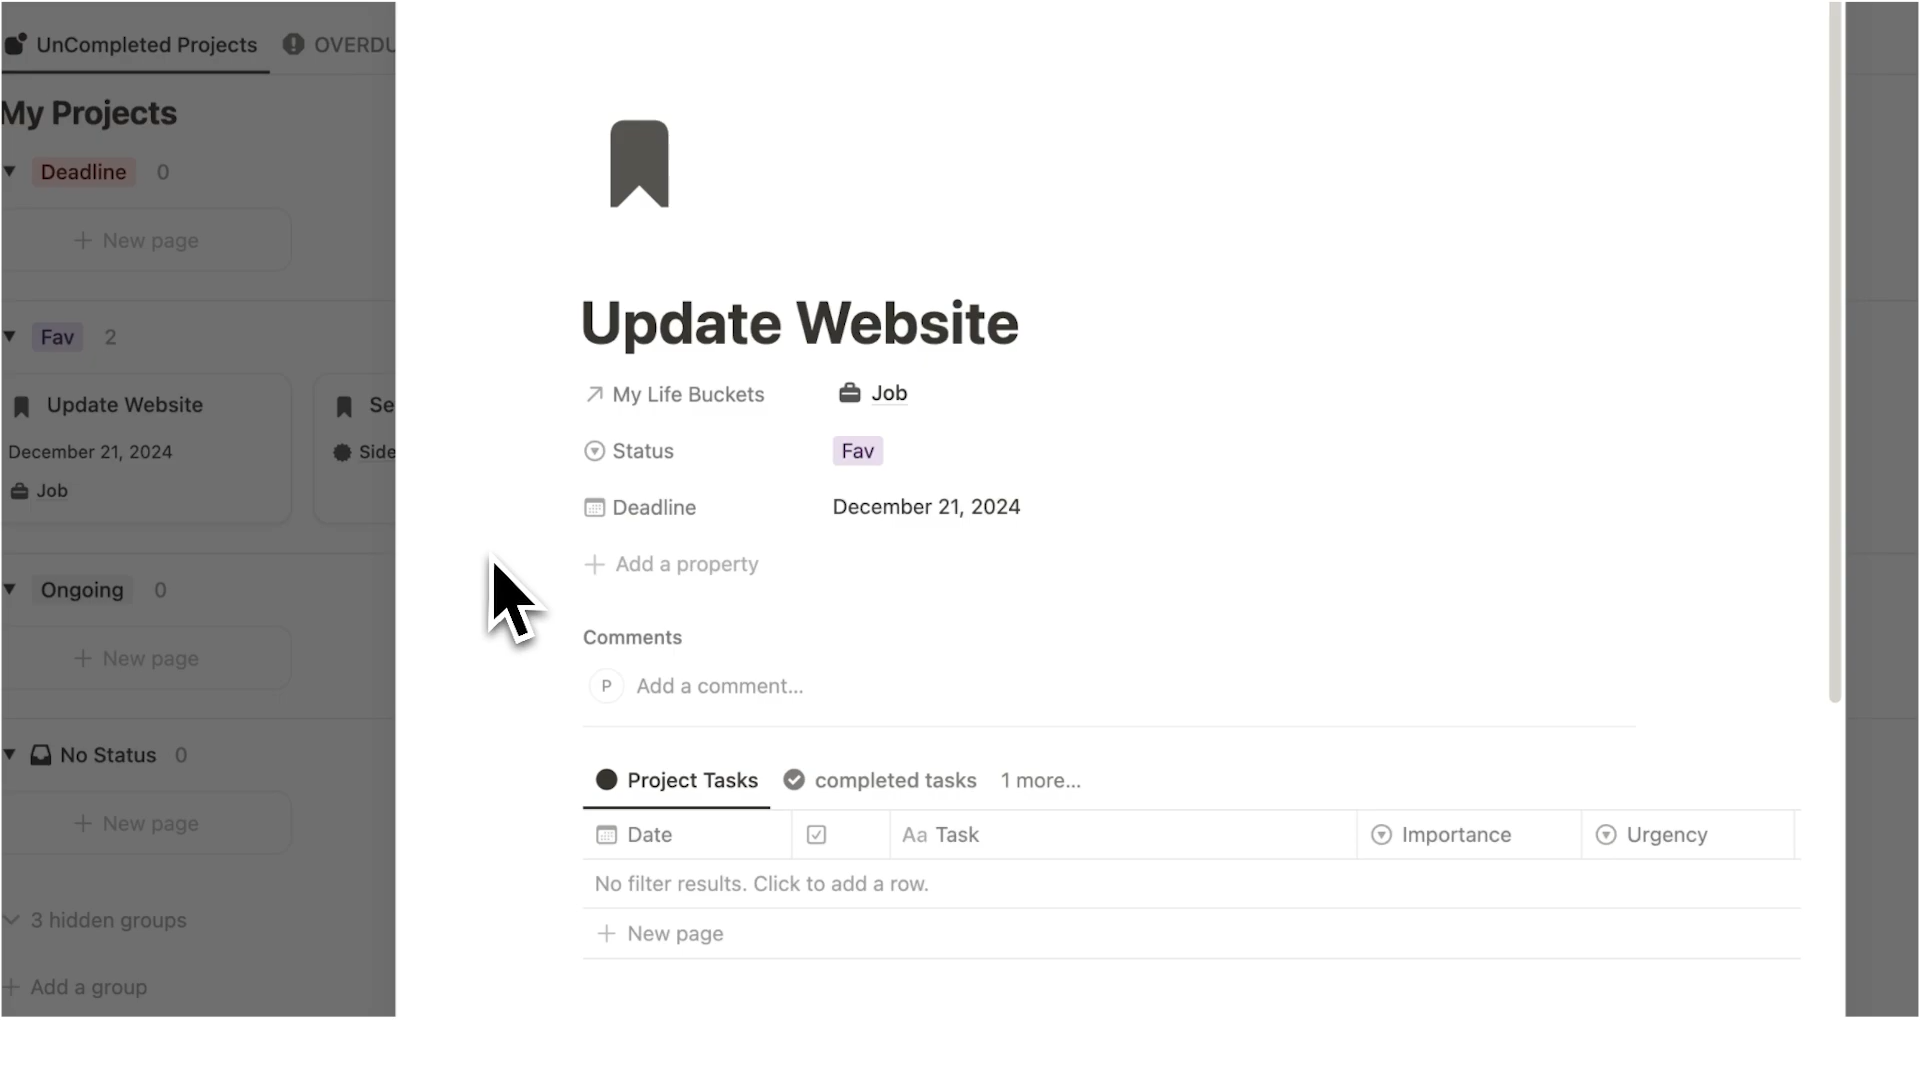 UnCompleted Projects OVERDU
My Projects
Deadline 0
+ New page
Fav 2
Update Website Se
December 21, 2024 Side
Job
Ongoing 0
+ New page
No Status 0
+ New page
3 hidden groups
+ Add a group
Update Website
My Life Buckets Job
Status Fav
Deadline December 21, 2024
+ Add a property
Comments
P Add a comment...
Project Tasks completed tasks 1 more...
Date Aa Task Importance Urgency
No filter results. Click to add a row.
+ New page